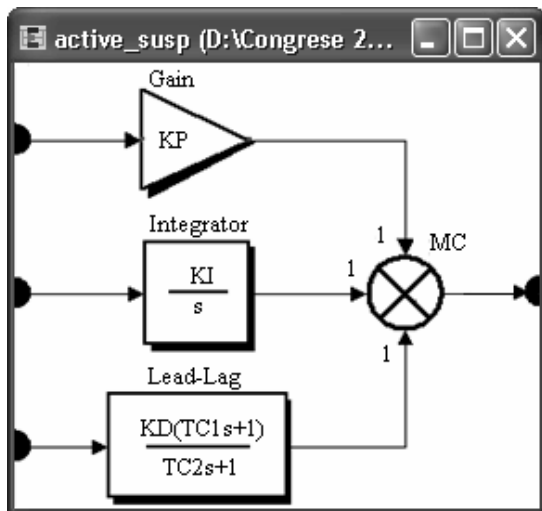 active_susp (D:\Congrese 2...
Gain
KP
1
MC
Integrator
KI
s
1
1
Lead-Lag
KD(TC1s+1)
TC2s+1